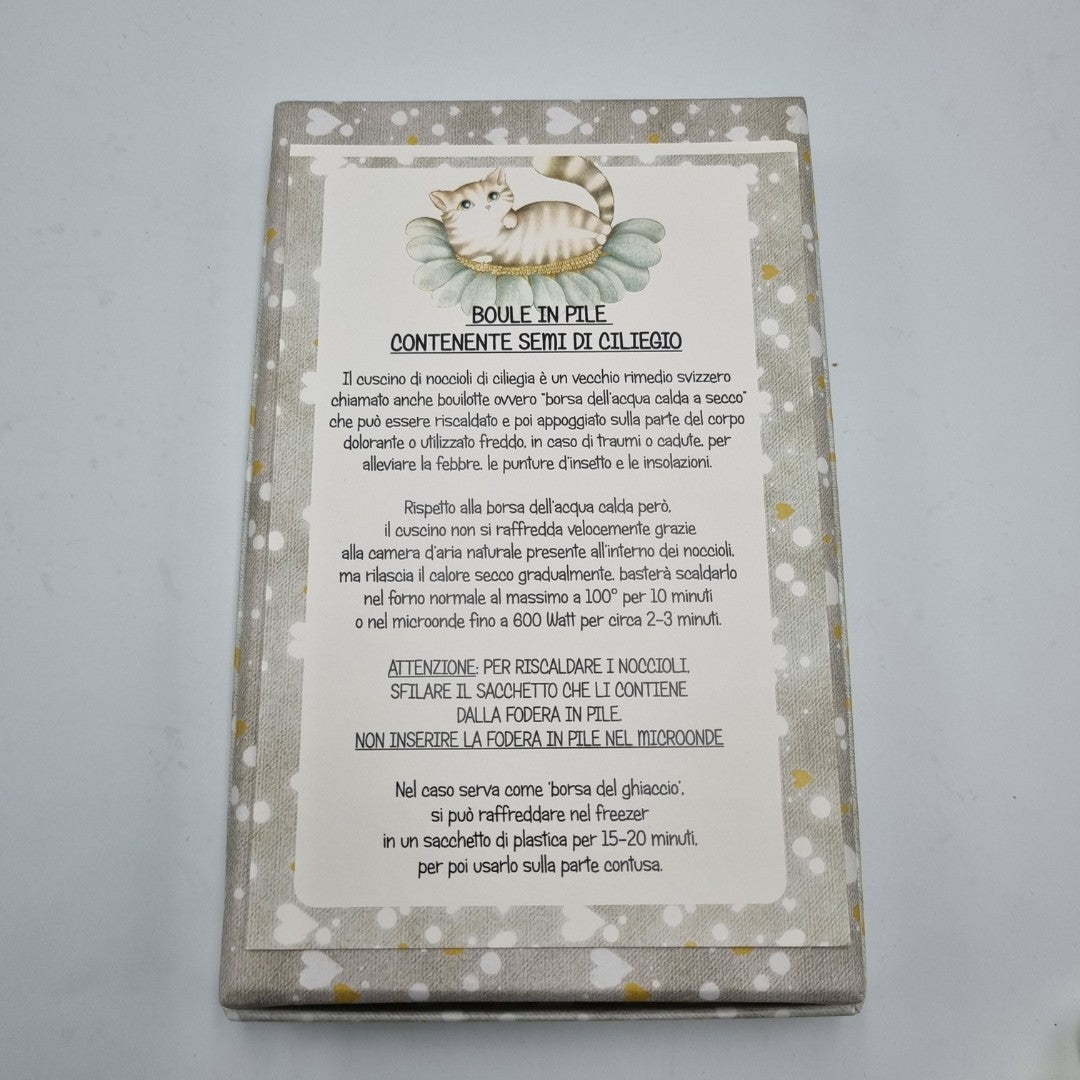 BOULE IN PILE
CONTENENTE SEMI DI CILIEGIO
Il cuscino di noccioli di ciliegia è un vecchio rimedio svizzero
chiamato anche bouilotte ovvero "borsa dell'acqua calda a secco"
che può essere riscaldato e poi appoggiato sulla parte del corpo
dolorante o utilizzato freddo, in caso di traumi o cadute, per
alleviare la febbre, le punture d'insetto e le insolazioni.
Rispetto alla borsa dell'acqua calda però,
il cuscino non si raffredda velocemente grazie
alla camera d'aria naturale presente all'interno dei noccioli,
ma rilascia il calore secco gradualmente, basterà scaldarlo
nel forno normale al massimo a 100° per 10 minuti
o nel microonde fino a 600 Watt per circa 2-3 minuti.
ATTENZIONE: PER RISCALDARE I NOCCIOLI,
SFILARE IL SACCHETTO CHE LI CONTIENE
DALLA FODERA IN PILE.
NON INSERIRE LA FODERA IN PILE NEL MICROONDE
Nel caso serva come 'borsa del ghiaccio',
si può raffreddare nel freezer
in un sacchetto di plastica per 15-20 minuti,
per poi usarlo sulla parte contusa.